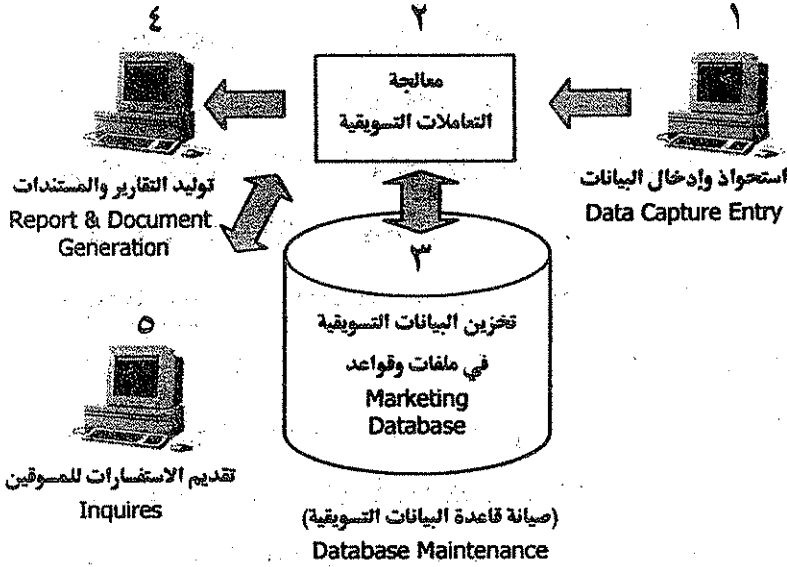 ١
استحواذ وإدخال البيانات
Data Capture Entry
٢
معالجة
التعاملات التسويقية
٣
تخزين البيانات التسويقية
في ملفات وقواعد
Marketing
Database
(صيانة قاعدة البيانات التسويقية)
Database Maintenance
٤
توليد التقارير والمستندات
Report & Document
Generation
٥
تقديم الاستفسارات للمسوقين
Inquires